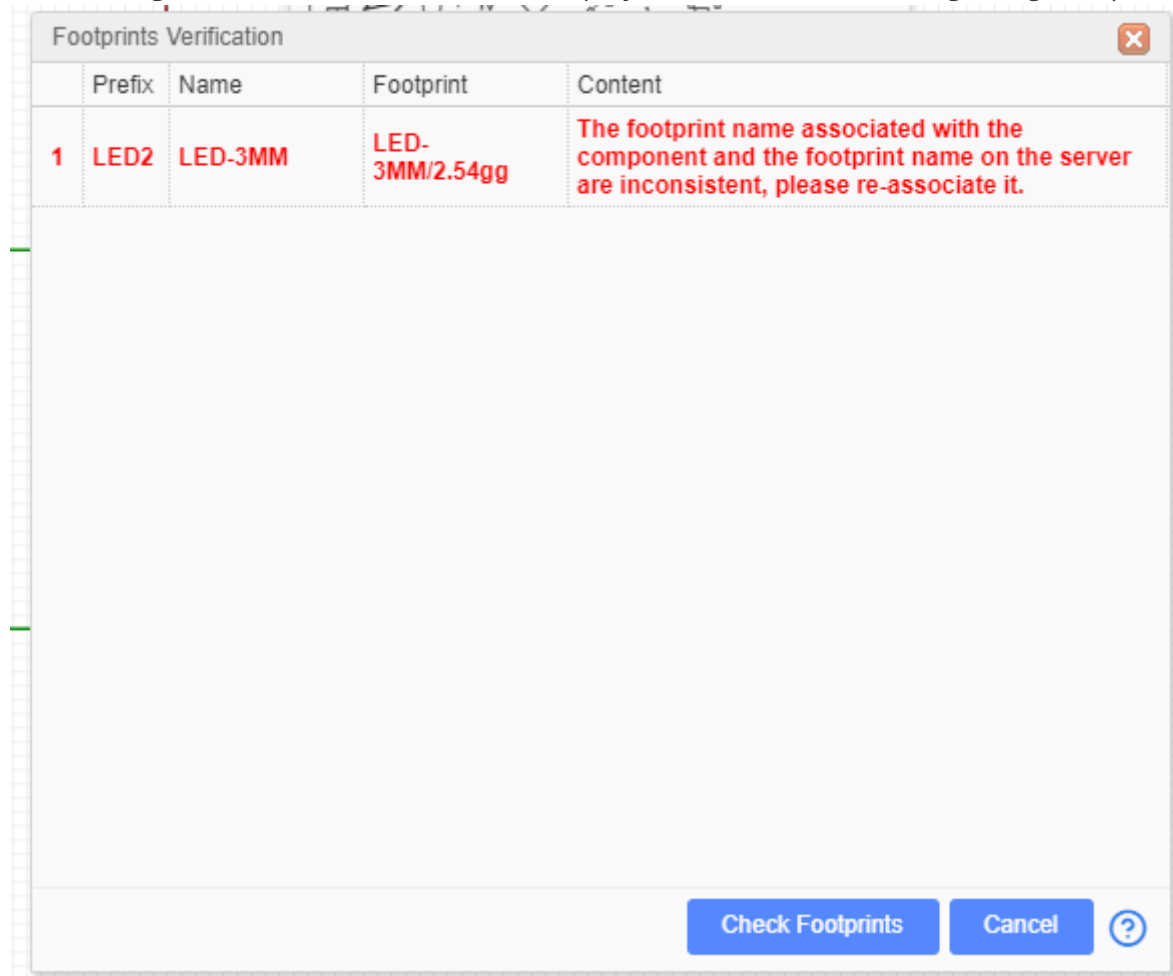 Footprints Verification
Prefix Name Footprint Content
1 LED2 LED-3MM LED-3MM/2.54gg The footprint name associated with the
component and the footprint name on the server
are inconsistent, please re-associate it.
Check Footprints Cancel ?